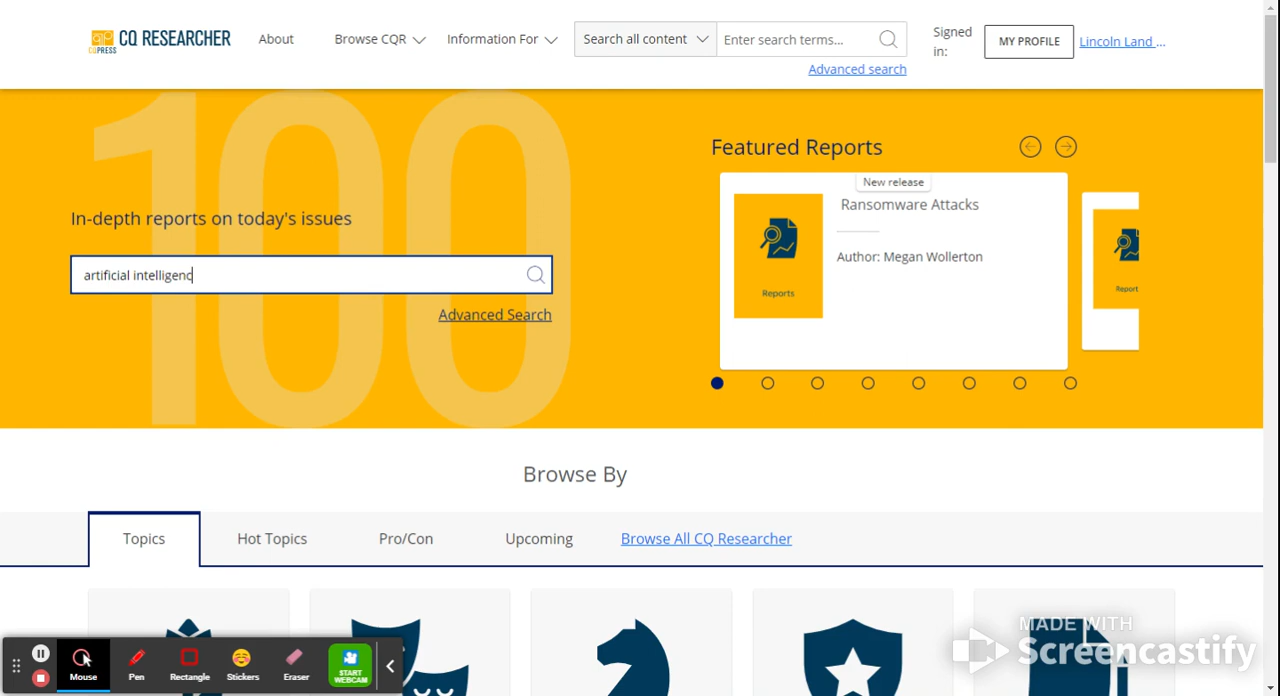 CQ PRESS
CQ RESEARCHER
About
Browse CQR
Information For
Search all content
Enter search terms...
Signed in:
MY PROFILE
Lincoln Land ...
Advanced search
100
In-depth reports on today's issues
artificial intelligenc
Advanced Search
Featured Reports
New release
Ransomware Attacks
Author: Megan Wollerton
Reports
Report
Browse By
Topics
Hot Topics
Pro/Con
Upcoming
Browse All CQ Researcher
Mouse
Pen
Rectangle
Stickers
Eraser
START
WEBCAM
MADE WITH
Screencastify